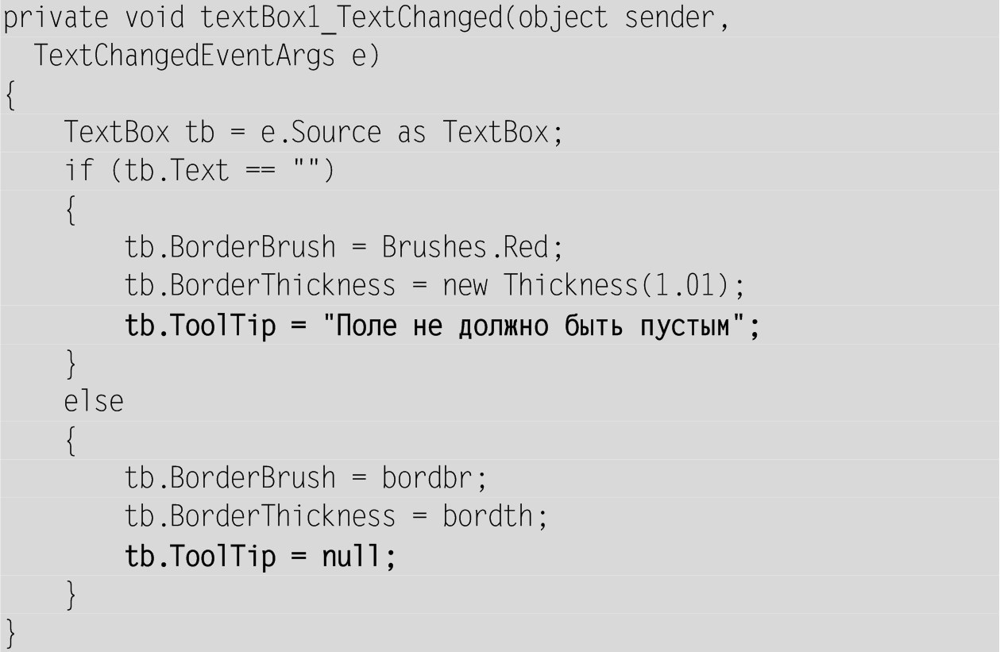 private void textBox1_TextChanged(object sender,
  TextChangedEventArgs e)
{
    TextBox tb = e.Source as TextBox;
    if (tb.Text == "")
    {
        tb.BorderBrush = Brushes.Red;
        tb.BorderThickness = new Thickness(1.01);
        tb.ToolTip = "Поле не должно быть пустым";
    }
    else
    {
        tb.BorderBrush = bordbr;
        tb.BorderThickness = bordth;
        tb.ToolTip = null;
    }
}